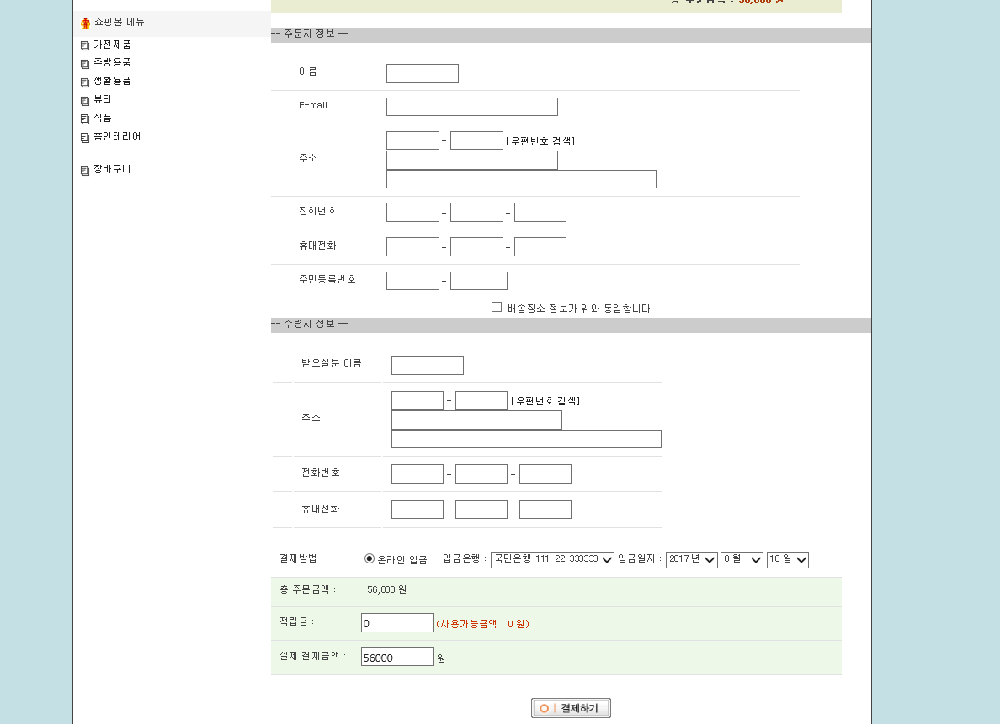 총 주문금액 : 56,000 원
쇼핑몰 메뉴
가전제품
주방용품
생활용품
뷰티
식품
홈인테리어
장바구니
-- 주문자 정보 --
이름
E-mail
- [우편번호 검색]
주소
전화번호 - -
휴대전화 - -
주민등록번호 -
배송장소 정보가 위와 동일합니다.
-- 수령자 정보 --
받으실분 이름
- [우편번호 검색]
주소
전화번호 - -
휴대전화 - -
결재방법 온라인 입금 입금은행 : 국민은행 111-22-333333 입금일자 : 2017 년 8 월 16 일
총 주문금액 : 56,000 원
적립금 : 0 (사용가능금액 : 0 원)
실제 결제금액 : 56000 원
결제하기